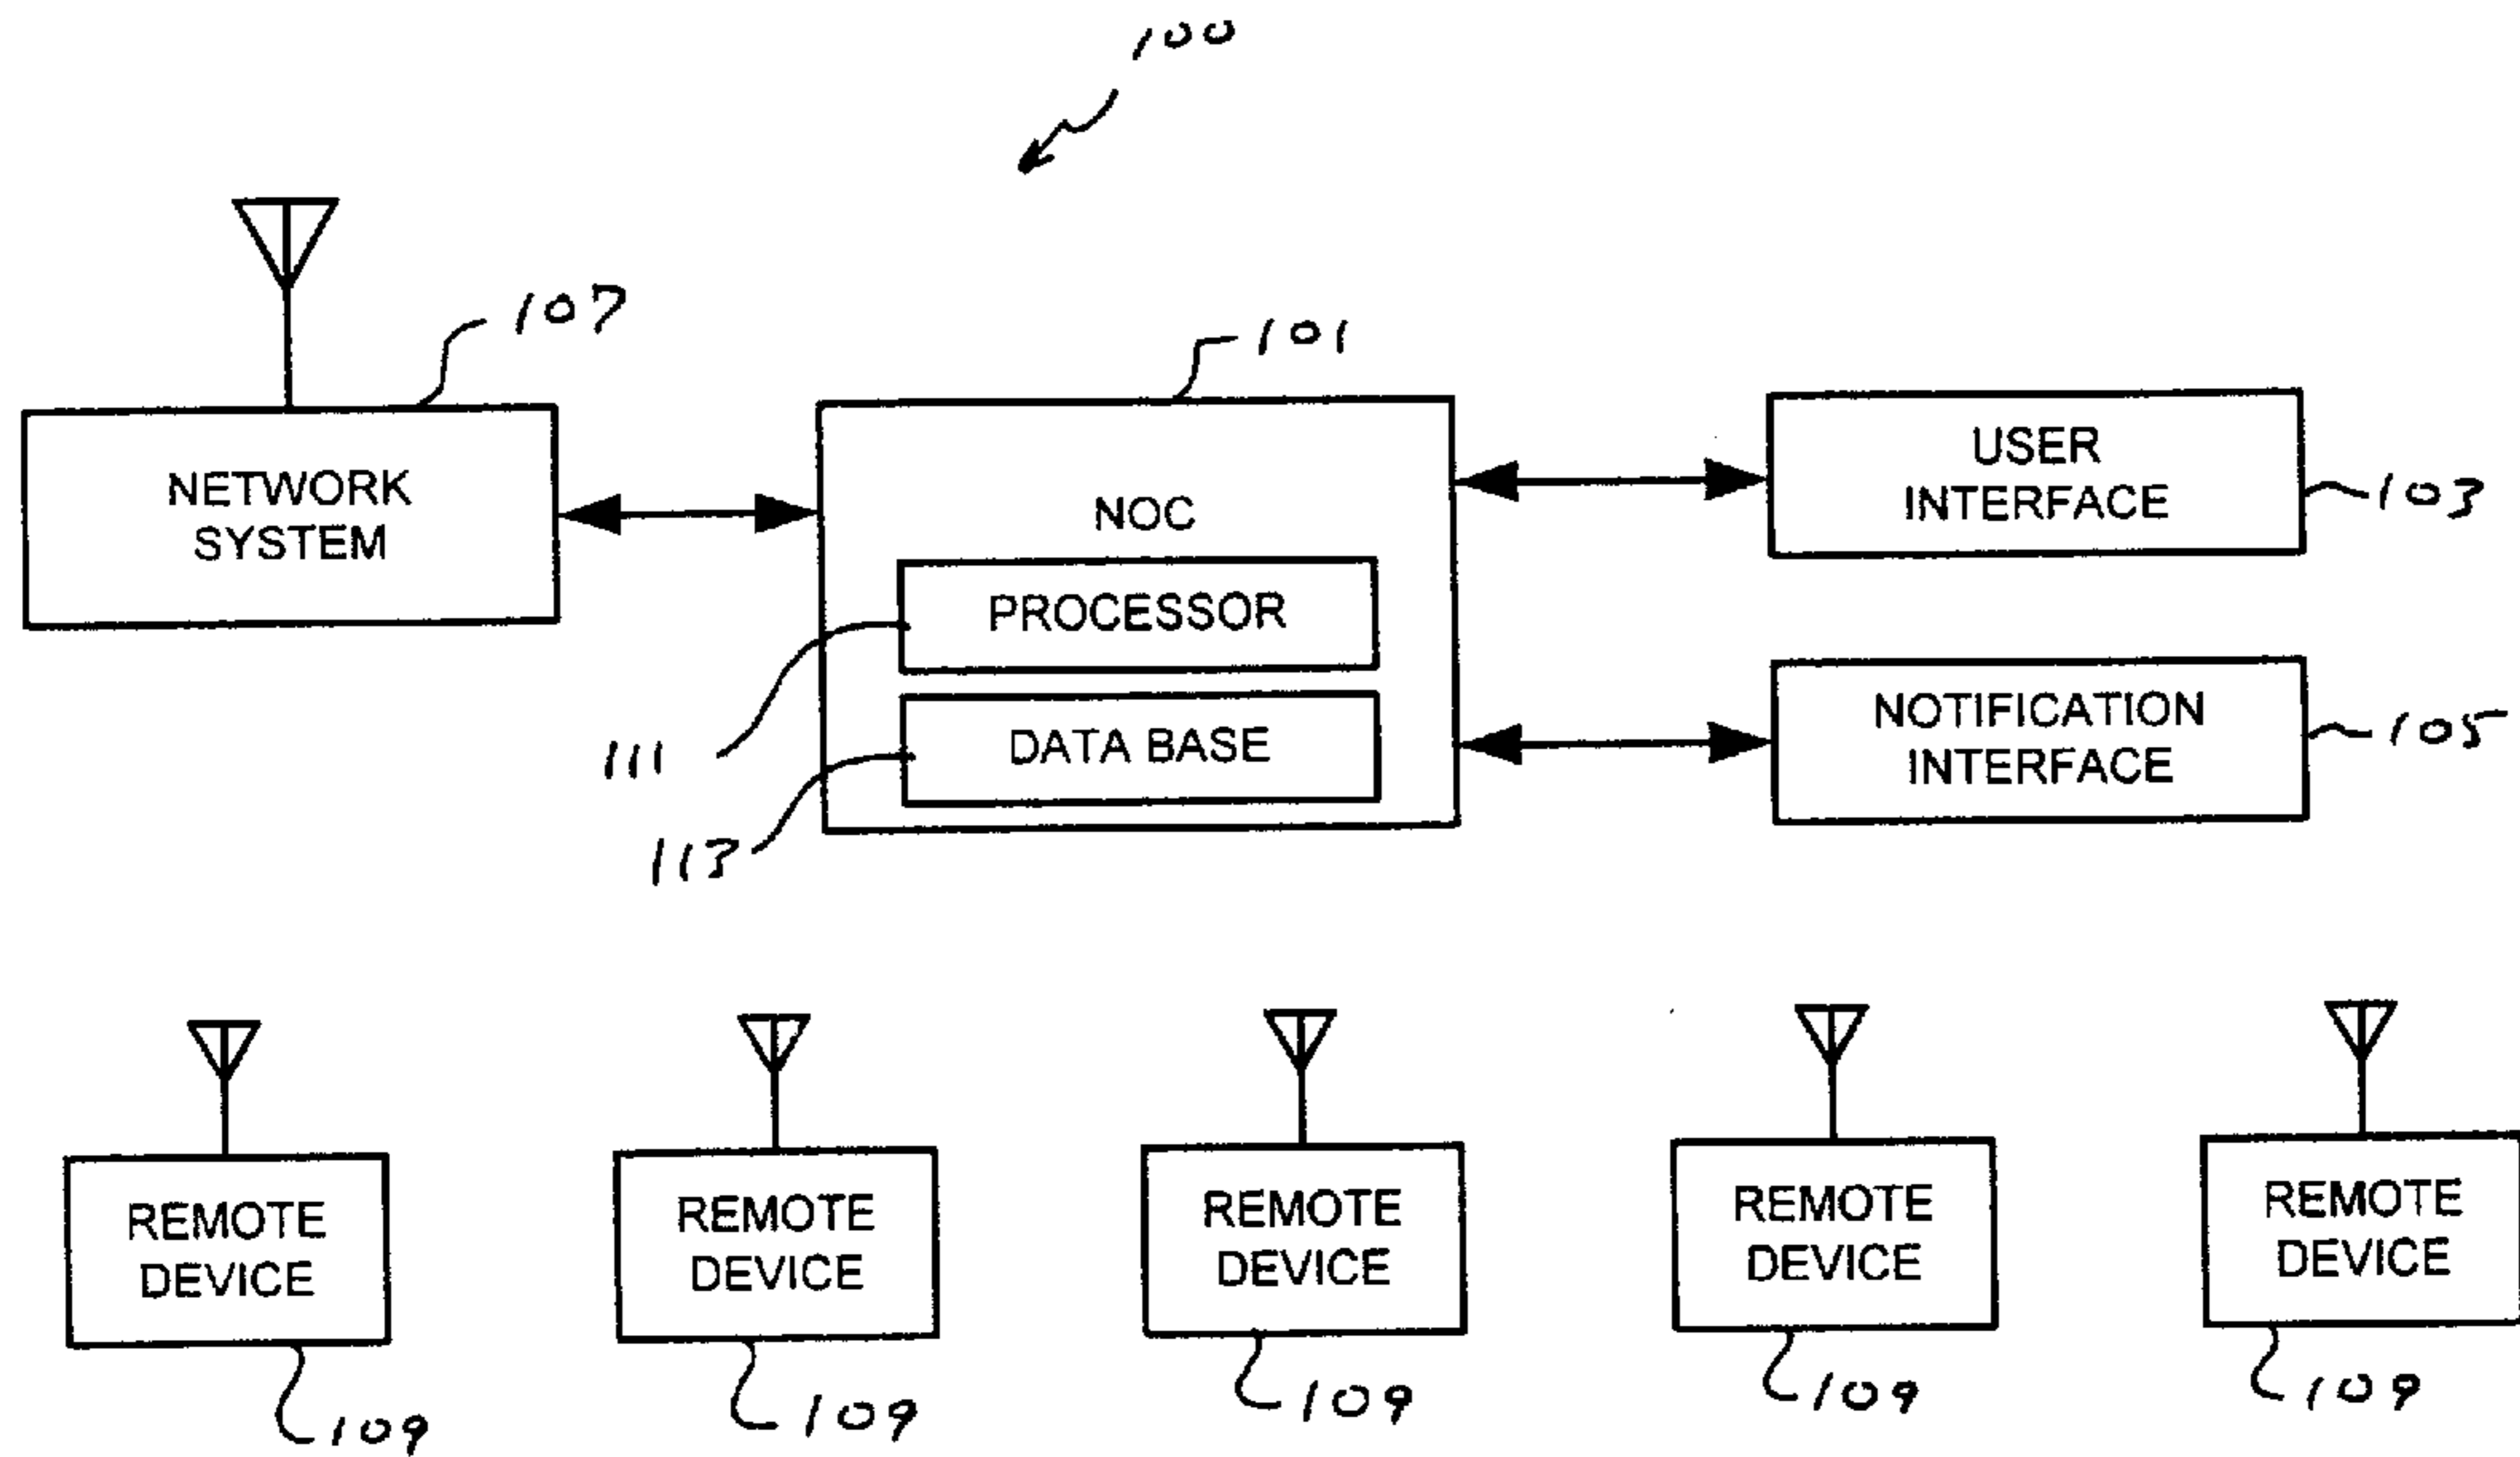 100
107
101
NETWORK
SYSTEM
NOC
PROCESSOR
DATA BASE
111
113
USER
INTERFACE
103
NOTIFICATION
INTERFACE
105
REMOTE
DEVICE
109
REMOTE
DEVICE
109
REMOTE
DEVICE
109
REMOTE
DEVICE
109
REMOTE
DEVICE
109